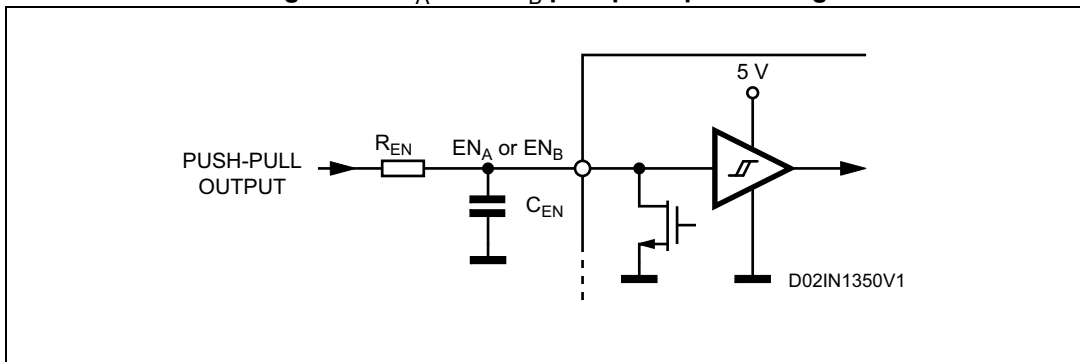 5 V
R_EN
EN_A or EN_B
PUSH-PULL
OUTPUT
C_EN
D02IN1350V1